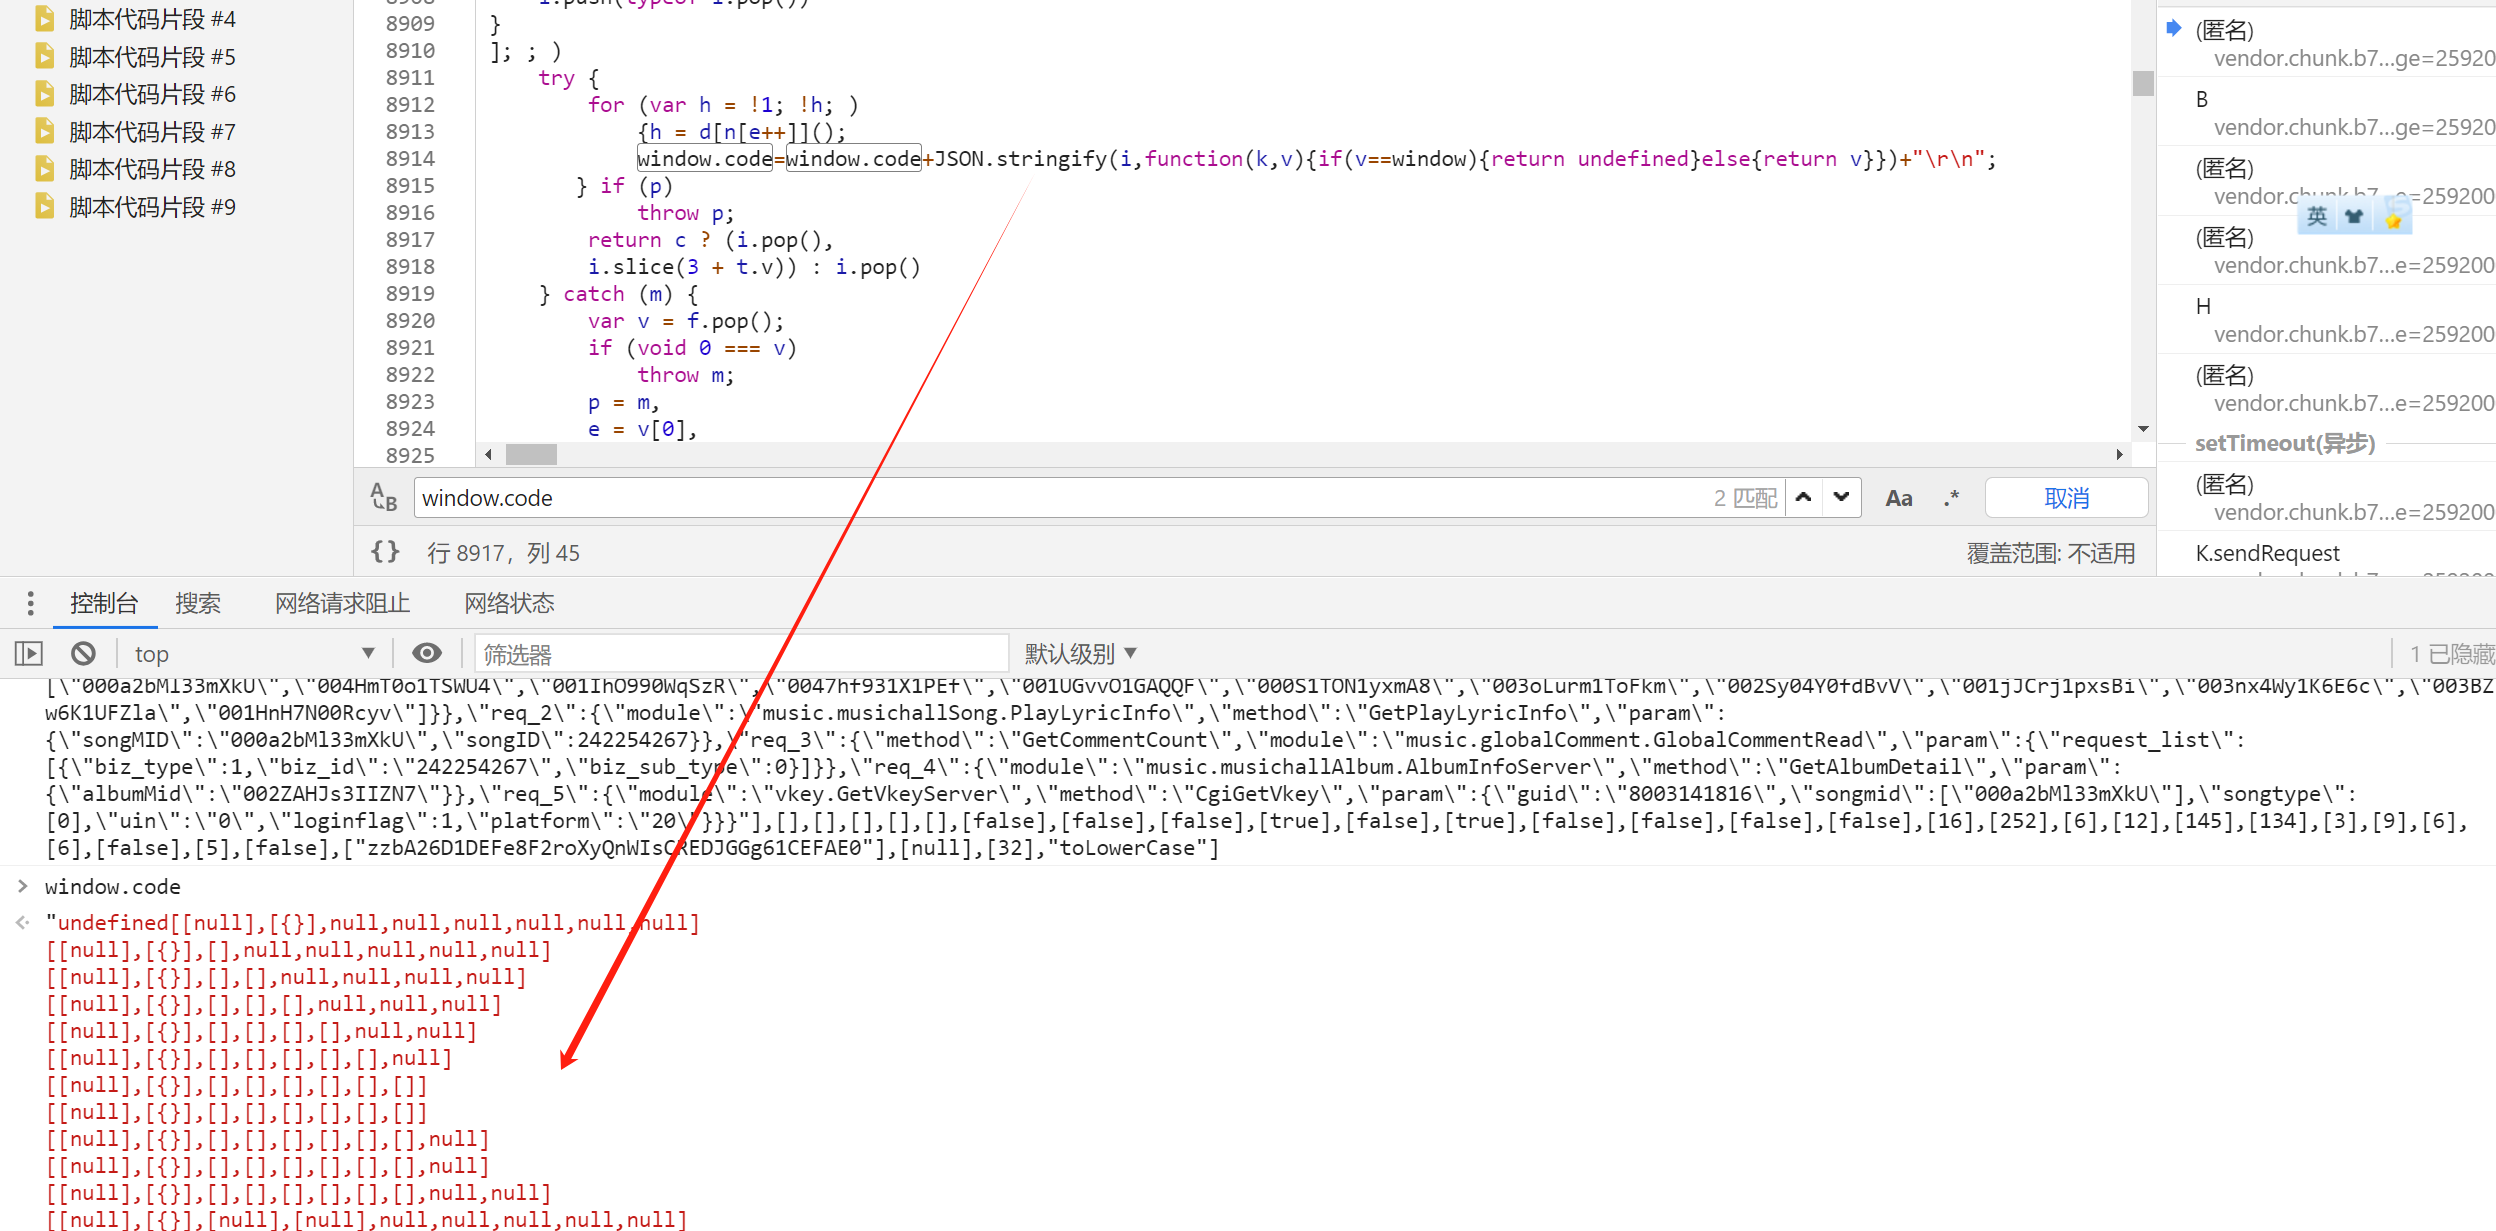 脚本代码片段 #4
脚本代码片段 #5
脚本代码片段 #6
脚本代码片段 #7
脚本代码片段 #8
脚本代码片段 #9
8909 }
8910 ]; ; )
8911 try {
8912 for (var h = !1; !h; )
8913 {h = d[n[e++]]();
8914 window.code=window.code+JSON.stringify(i,function(k,v){if(v==window){return undefined}else{return v}})+"\r\n";
8915 } if (p)
8916 throw p;
8917 return c ? (i.pop(),
8918 i.slice(3 + t.v)) : i.pop()
8919 } catch (m) {
8920 var v = f.pop();
8921 if (void 0 === v)
8922 throw m;
8923 p = m,
8924 e = v[0],
8925
window.code
2 匹配
Aa
.*
取消
{} 行 8917，列 45
覆盖范围: 不适用
(匿名)
vendor.chunk.b7...ge=25920
B
vendor.chunk.b7...ge=25920
(匿名)
vendor.chunk.b7...e=259200
英
(匿名)
vendor.chunk.b7...e=259200
H
vendor.chunk.b7...e=259200
(匿名)
vendor.chunk.b7...e=259200
setTimeout(异步)
(匿名)
vendor.chunk.b7...e=259200
K.sendRequest
控制台 搜索 网络请求阻止 网络状态
top
筛选器
默认级别
1 已隐藏
[\"000a2bMl33mXkU\",\"004HmT0o1TSWU4\",\"001IhO990WqSzR\",\"0047hf931X1PEf\",\"001UGvvO1GAQQF\",\"000S1TON1yxmA8\",\"003oLurm1ToFkm\",\"002Sy04Y0fdBvV\",\"001jJCrj1pxsBi\",\"003nx4Wy1K6E6c\",\"003BZ
w6K1UFZla\",\"001HnH7N00Rcyv\"]}},\"req_2\":{\"module\":\"music.musichallSong.PlayLyricInfo\",\"method\":\"GetPlayLyricInfo\",\"param\":
{\"songMID\":\"000a2bMl33mXkU\",\"songID\":242254267}},\"req_3\":{\"method\":\"GetCommentCount\",\"module\":\"music.globalComment.GlobalCommentRead\",\"param\":{\"request_list\":
[{\"biz_type\":1,\"biz_id\":\"242254267\",\"biz_sub_type\":0}]}},\"req_4\":{\"module\":\"music.musichallAlbum.AlbumInfoServer\",\"method\":\"GetAlbumDetail\",\"param\":
{\"albumMid\":\"002ZAHJs3IIZN7\"}},\"req_5\":{\"module\":\"vkey.GetVkeyServer\",\"method\":\"CgiGetVkey\",\"param\":{\"guid\":\"8003141816\",\"songmid\":[\"000a2bMl33mXkU\"],\"songtype\":
[0],\"uin\":\"0\",\"loginflag\":1,\"platform\":\"20\"}}}"],[],[],[],[],[],[false],[false],[false],[true],[false],[true],[false],[false],[false],[false],[16],[252],[6],[12],[145],[134],[3],[9],[6],
[6],[false],[5],[false],["zzbA26D1DEFe8F2roXyQnWIsCREDJGGg61CEFAE0"],[null],[32],"toLowerCase"]
window.code
"undefined[[null],[{}],null,null,null,null,null,null]
[[null],[{}],[],null,null,null,null,null]
[[null],[{}],[],[],null,null,null,null]
[[null],[{}],[],[],[],null,null,null]
[[null],[{}],[],[],[],[],null,null]
[[null],[{}],[],[],[],[],[],null]
[[null],[{}],[],[],[],[],[],[]]
[[null],[{}],[],[],[],[],[],[]]
[[null],[{}],[],[],[],[],[],[],null]
[[null],[{}],[],[],[],[],[],[],null]
[[null],[{}],[],[],[],[],[],[],null,null]
[[null],[{}],[null],[null],null,null,null,null,null]